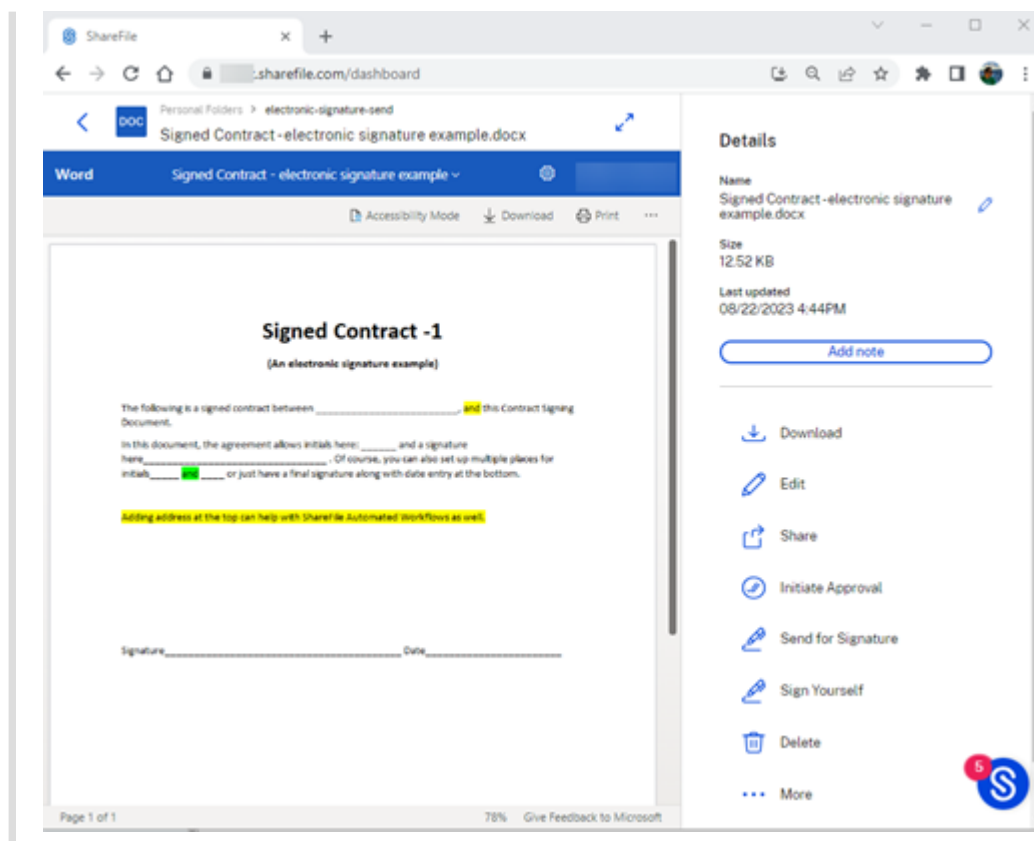 ShareFile
.sharefile.com/dashboard
Personal Folders > electronic-signature-send
DOC
Signed Contract-electronic signature example.docx
Word
Signed Contract - electronic signature example
Accessibility Mode
Download
Print
...
Signed Contract -1
(An electronic signature example)
The following is a signed contract between ________________________, and this Contract Signing
Document.
In this document, the agreement allows initials here: ______ and a signature
here______________________________ . Of course, you can also set up multiple places for
initials_____ and ____ or just have a final signature along with date entry at the bottom.
Adding address at the top can help with ShareFile Automated Workflows as well.
Signature________________________________________ Date_______________________
Page 1 of 1
78%
Give Feedback to Microsoft
Details
Name
Signed Contract-electronic signature
example.docx
Size
12.52 KB
Last updated
08/22/2023 4:44PM
Add note
Download
Edit
Share
Initiate Approval
Send for Signature
Sign Yourself
Delete
... More
5
S